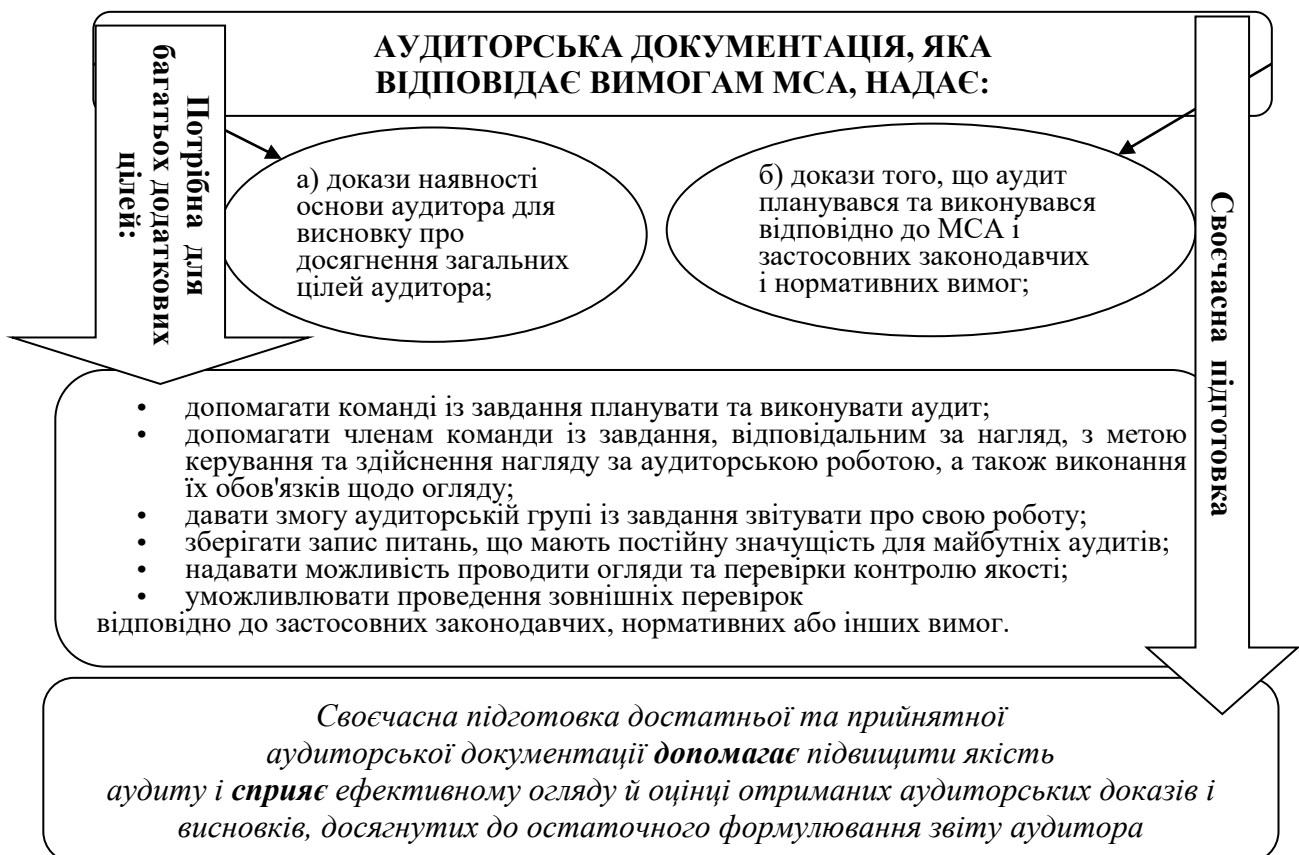 АУДИТОРСЬКА ДОКУМЕНТАЦІЯ, ЯКА
ВІДПОВІДАЄ ВИМОГАМ МСА, НАДАЄ:
Потрібна для
багатьох додаткових
цілей:
а) докази наявності
основи аудитора для
висновку про
досягнення загальних
цілей аудитора;
б) докази того, що аудит
планувався та виконувався
відповідно до МСА і
застосовних законодавчих
і нормативних вимог;
Своєчасна підготовка
• допомагати команді із завдання планувати та виконувати аудит;
• допомагати членам команди із завдання, відповідальним за нагляд, з метою
керування та здійснення нагляду за аудиторською роботою, а також виконання
їх обов'язків щодо огляду;
• давати змогу аудиторській групі із завдання звітувати про свою роботу;
• зберігати запис питань, що мають постійну значущість для майбутніх аудитів;
• надавати можливість проводити огляди та перевірки контролю якості;
• уможливлювати проведення зовнішніх перевірок
відповідно до застосовних законодавчих, нормативних або інших вимог.
Своєчасна підготовка достатньої та прийнятної
аудиторської документації допомагає підвищити якість
аудиту і сприяє ефективному огляду й оцінці отриманих аудиторських доказів і
висновків, досягнутих до остаточного формулювання звіту аудитора